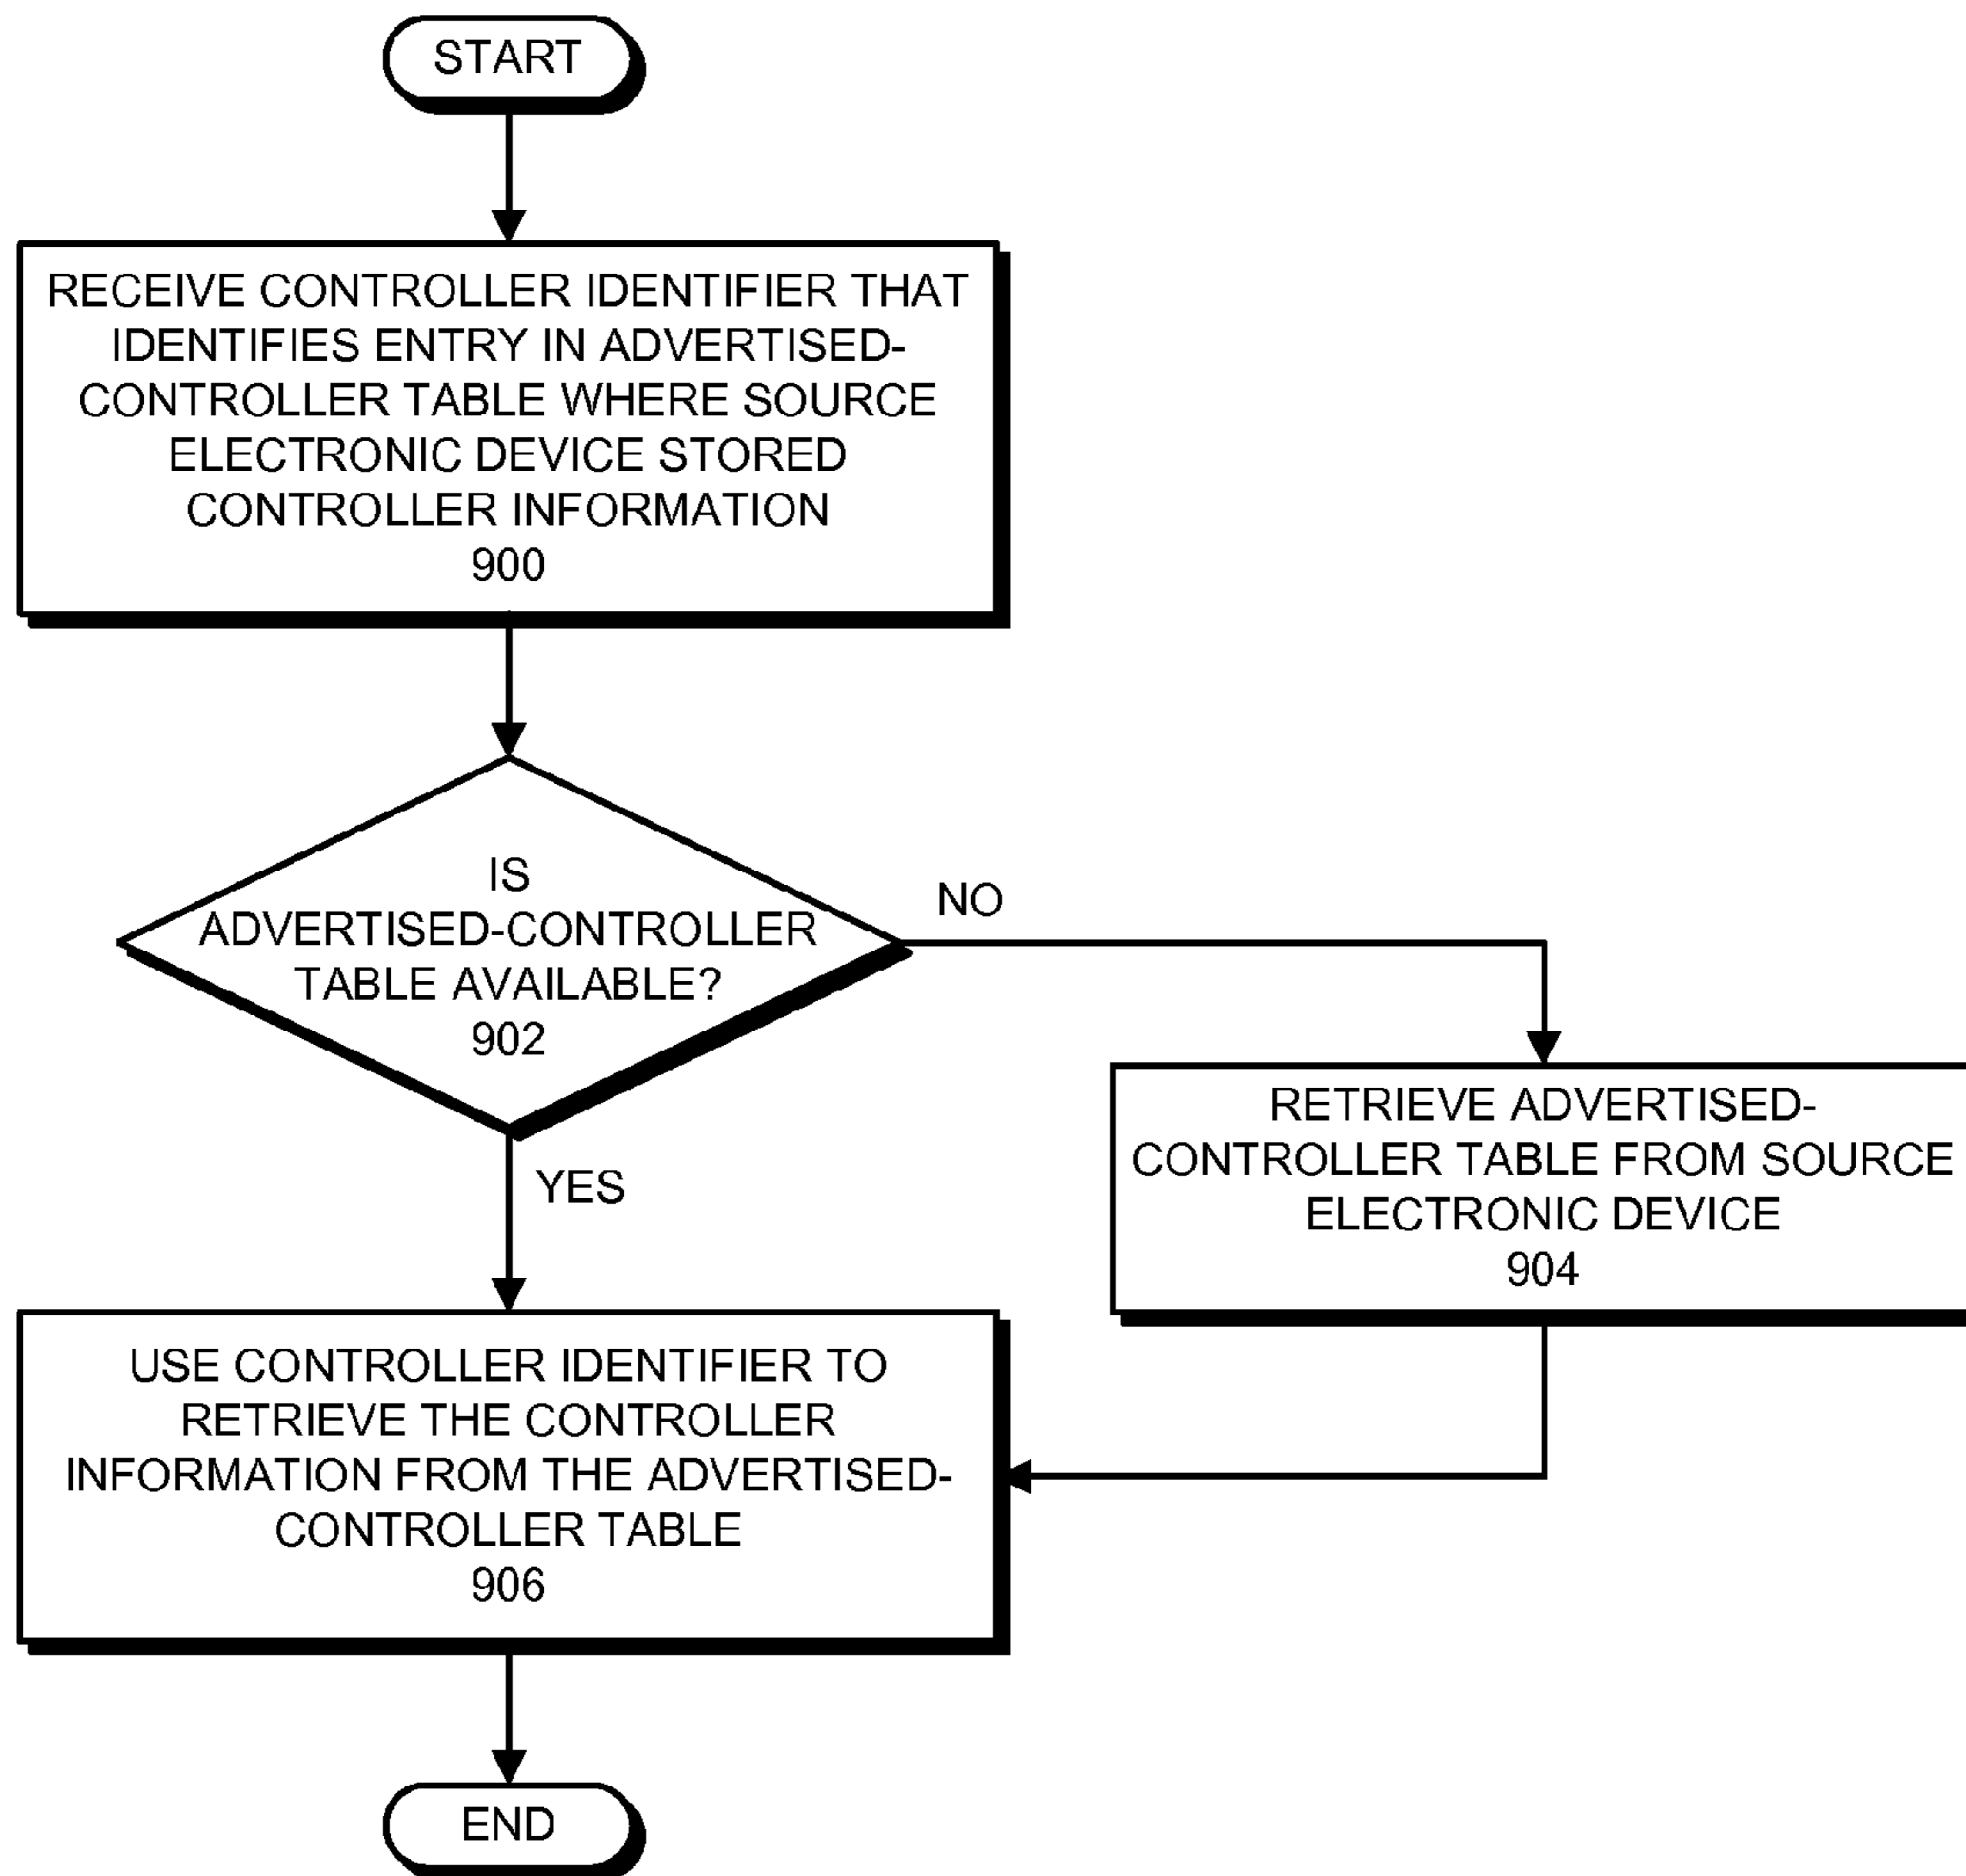 START
RECEIVE CONTROLLER IDENTIFIER THAT
IDENTIFIES ENTRY IN ADVERTISED-
CONTROLLER TABLE WHERE SOURCE
ELECTRONIC DEVICE STORED
CONTROLLER INFORMATION
900
IS
ADVERTISED-CONTROLLER
TABLE AVAILABLE?
902
NO
YES
RETRIEVE ADVERTISED-
CONTROLLER TABLE FROM SOURCE
ELECTRONIC DEVICE
904
USE CONTROLLER IDENTIFIER TO
RETRIEVE THE CONTROLLER
INFORMATION FROM THE ADVERTISED-
CONTROLLER TABLE
906
END